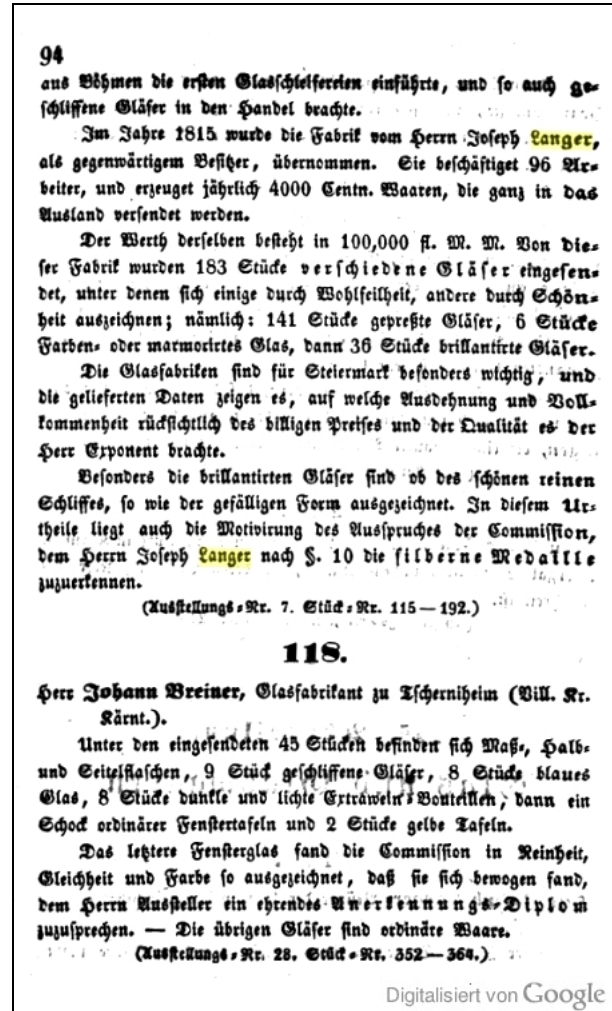 94
aus Böhmen die ersten Glasschleifereien einführte, und so auch ge-
schliffene Gläser in den Handel brachte.
Im Jahre 1815 wurde die Fabrik vom Herrn Joseph Langer,
als gegenwärtigem Besitzer, übernommen. Sie beschäftiget 96 Ar-
beiter, und erzeuget jährlich 4000 Centn. Waaren, die ganz in das
Ausland versendet werden.
Der Werth derselben besteht in 100,000 fl. M. M. Von die-
ser Fabrik wurden 183 Stücke verschiedene Gläser eingesen-
det, unter denen sich einige durch Wohlfeilheit, andere durch Schön-
heit auszeichnen; nämlich: 141 Stücke gepreßte Gläser, 6 Stücke
Farben- oder marmorirtes Glas, dann 36 Stücke brillantirte Gläser.
Die Glasfabriken sind für Steiermark besonders wichtig, und
die gelieferten Daten zeigen es, auf welche Ausdehnung und Voll-
kommenheit rücksichtlich des billigen Preises und der Qualität es der
Herr Exponent brachte.
Besonders die brillantirten Gläser sind ob des schönen reinen
Schliffes, so wie der gefälligen Form ausgezeichnet. In diesem Ur-
theile liegt auch die Motivirung des Ausspruches der Commission,
dem Herrn Joseph Langer nach §. 10 die silberne Medaille
zuzuerkennen.
(Ausstellungs-Nr. 7. Stück-Nr. 115—192.)
118.
Herr Johann Breiner, Glasfabrikant zu Tscherniheim (Vill. Kr.
Kärnt.).
Unter den eingesendeten 45 Stücken befinden sich Maß-, Halb-
und Seitelflaschen, 9 Stück geschliffene Gläser, 8 Stücke blaues
Glas, 8 Stücke dunkle und lichte Extrawein-Bouteillen, dann ein
Schock ordinärer Fenstertafeln und 2 Stücke gelbe Tafeln.
Das letztere Fensterglas fand die Commission in Reinheit,
Gleichheit und Farbe so ausgezeichnet, daß sie sich bewogen fand,
dem Herrn Aussteller ein ehrendes Anerkennungs-Diplom
zuzusprechen. — Die übrigen Gläser sind ordinäre Waare.
(Ausstellungs-Nr. 28. Stück-Nr. 352—364.)
Digitalisiert von Google